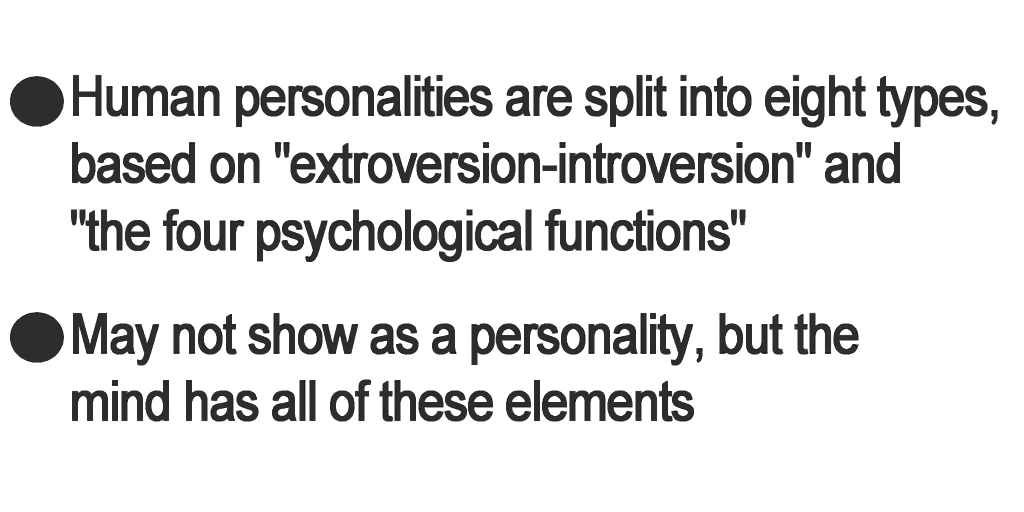 ●Human personalities are split into eight types,
based on "extroversion-introversion" and
"the four psychological functions"
●May not show as a personality, but the
mind has all of these elements